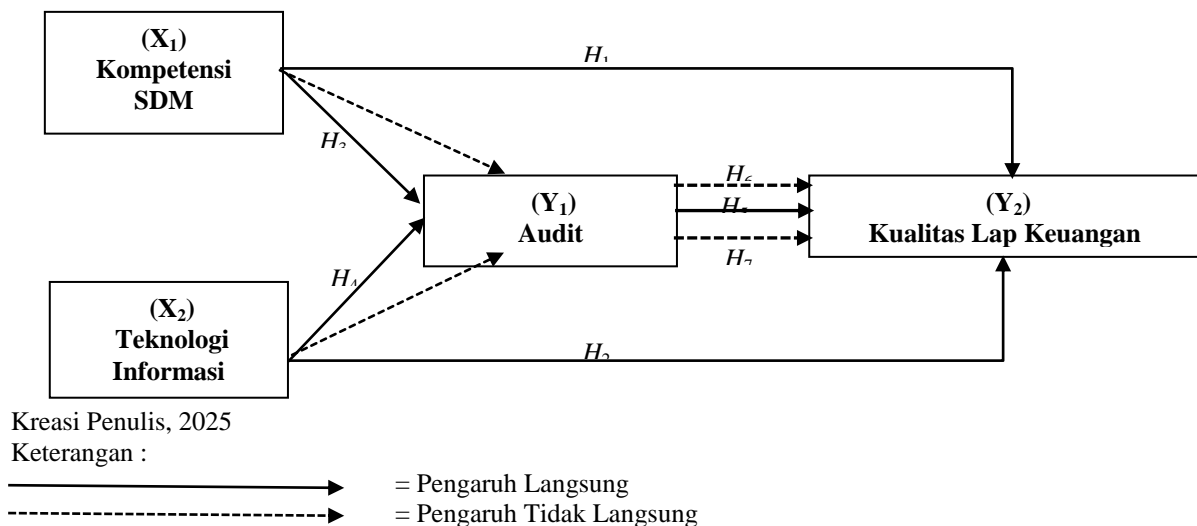 (X₁)
Kompetensi
SDM
H₁
H₃
(Y₁)
Audit
H₆
H₅
H₇
(Y₂)
Kualitas Lap Keuangan
H₄
(X₂)
Teknologi
Informasi
H₂
Kreasi Penulis, 2025
Keterangan :
= Pengaruh Langsung
= Pengaruh Tidak Langsung